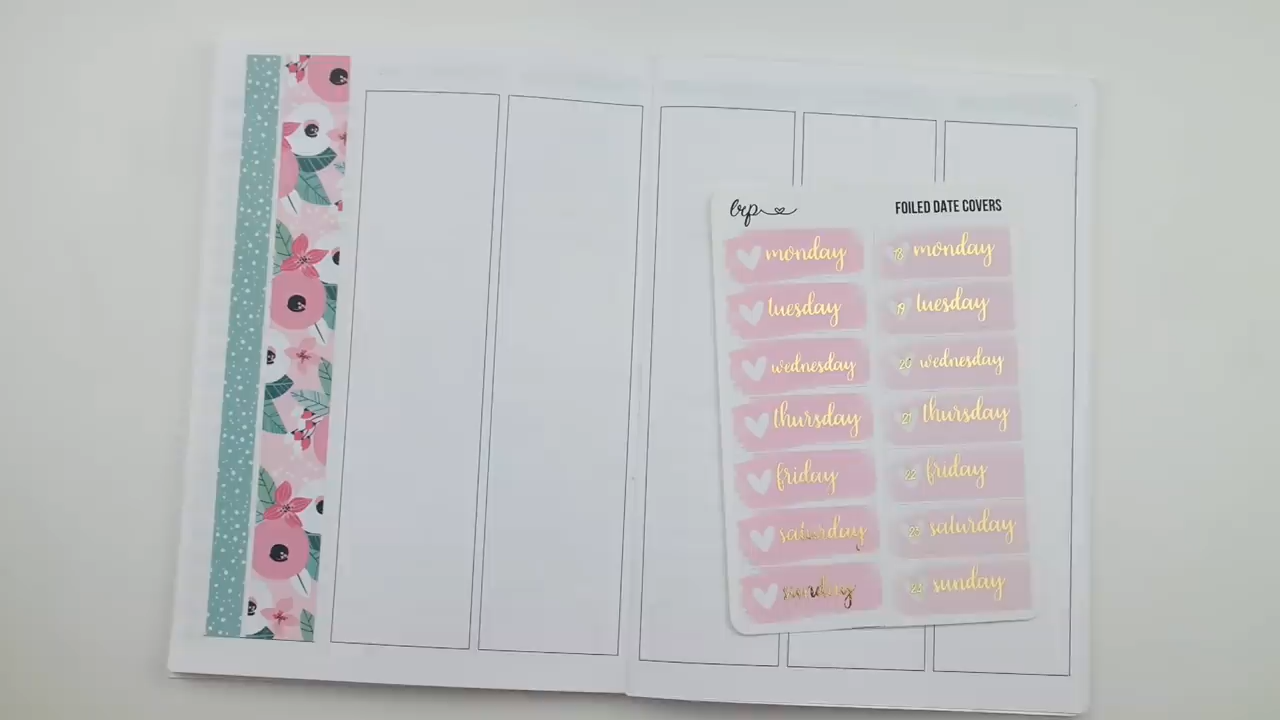 brp
FOILED DATE COVERS
monday
tuesday
wednesday
thursday
friday
saturday
sunday
18 monday
19 tuesday
20 wednesday
21 thursday
22 friday
23 saturday
24 sunday